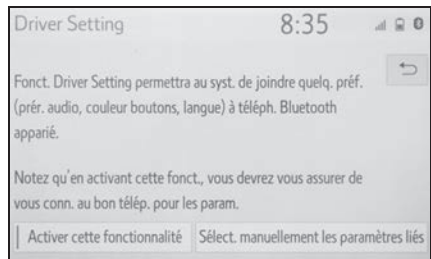 Driver Setting 8:35
Fonct. Driver Setting permettra au syst. de joindre quelq. préf.
(prér. audio, couleur boutons, langue) à téléph. Bluetooth
apparié.
Notez qu'en activant cette fonct., vous devrez vous assurer de
vous conn. au bon télép. pour les param.
Activer cette fonctionnalité Sélect. manuellement les paramètres liés